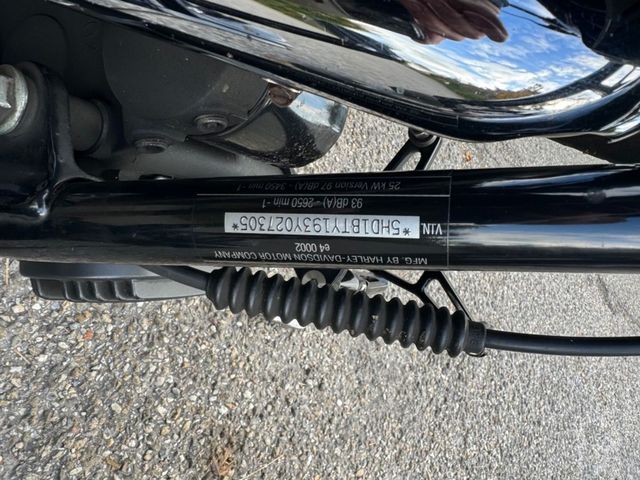 MFG. BY HARLEY-DAVIDSON MOTOR COMPANY
e4 0002
VIN. *5HD1BTY193Y027305*
93 dB(A) - 2650 min -1
25 kW Version 92 dB(A) - 3450 min -1